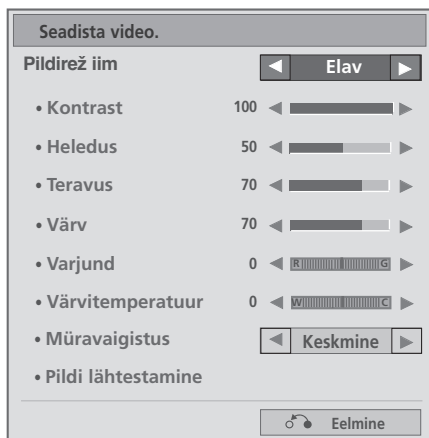 Seadista video.
Pildirež iim Elav
• Kontrast 100
• Heledus 50
• Teravus 70
• Värv 70
• Varjund 0 R G
• Värvitemperatuur 0 W C
• Müravaigistus Keskmine
• Pildi lähtestamine
Eelmine